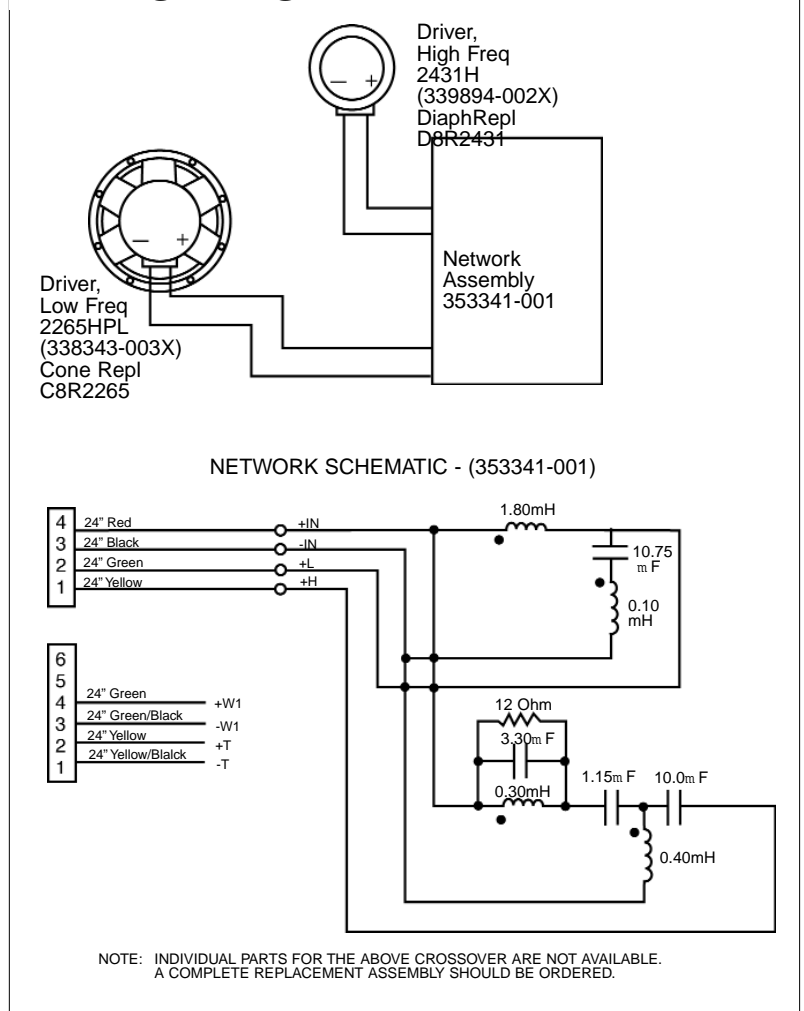 Driver,
High Freq
2431H
(339894-002X)
DiaphRepl
D8R2431
Network
Assembly
353341-001
Driver,
Low Freq
2265HPL
(338343-003X)
Cone Repl
C8R2265
NETWORK SCHEMATIC - (353341-001)
4 24” Red +IN
3 24” Black -IN
2 24” Green +L
1 24” Yellow +H
1.80mH
10.75
m F
0.10
mH
6
5
4 24” Green +W1
3 24” Green/Black -W1
2 24” Yellow +T
1 24” Yellow/Blalck -T
12 Ohm
3.30m F
0.30mH
1.15m F
10.0m F
0.40mH
NOTE: INDIVIDUAL PARTS FOR THE ABOVE CROSSOVER ARE NOT AVAILABLE.
A COMPLETE REPLACEMENT ASSEMBLY SHOULD BE ORDERED.